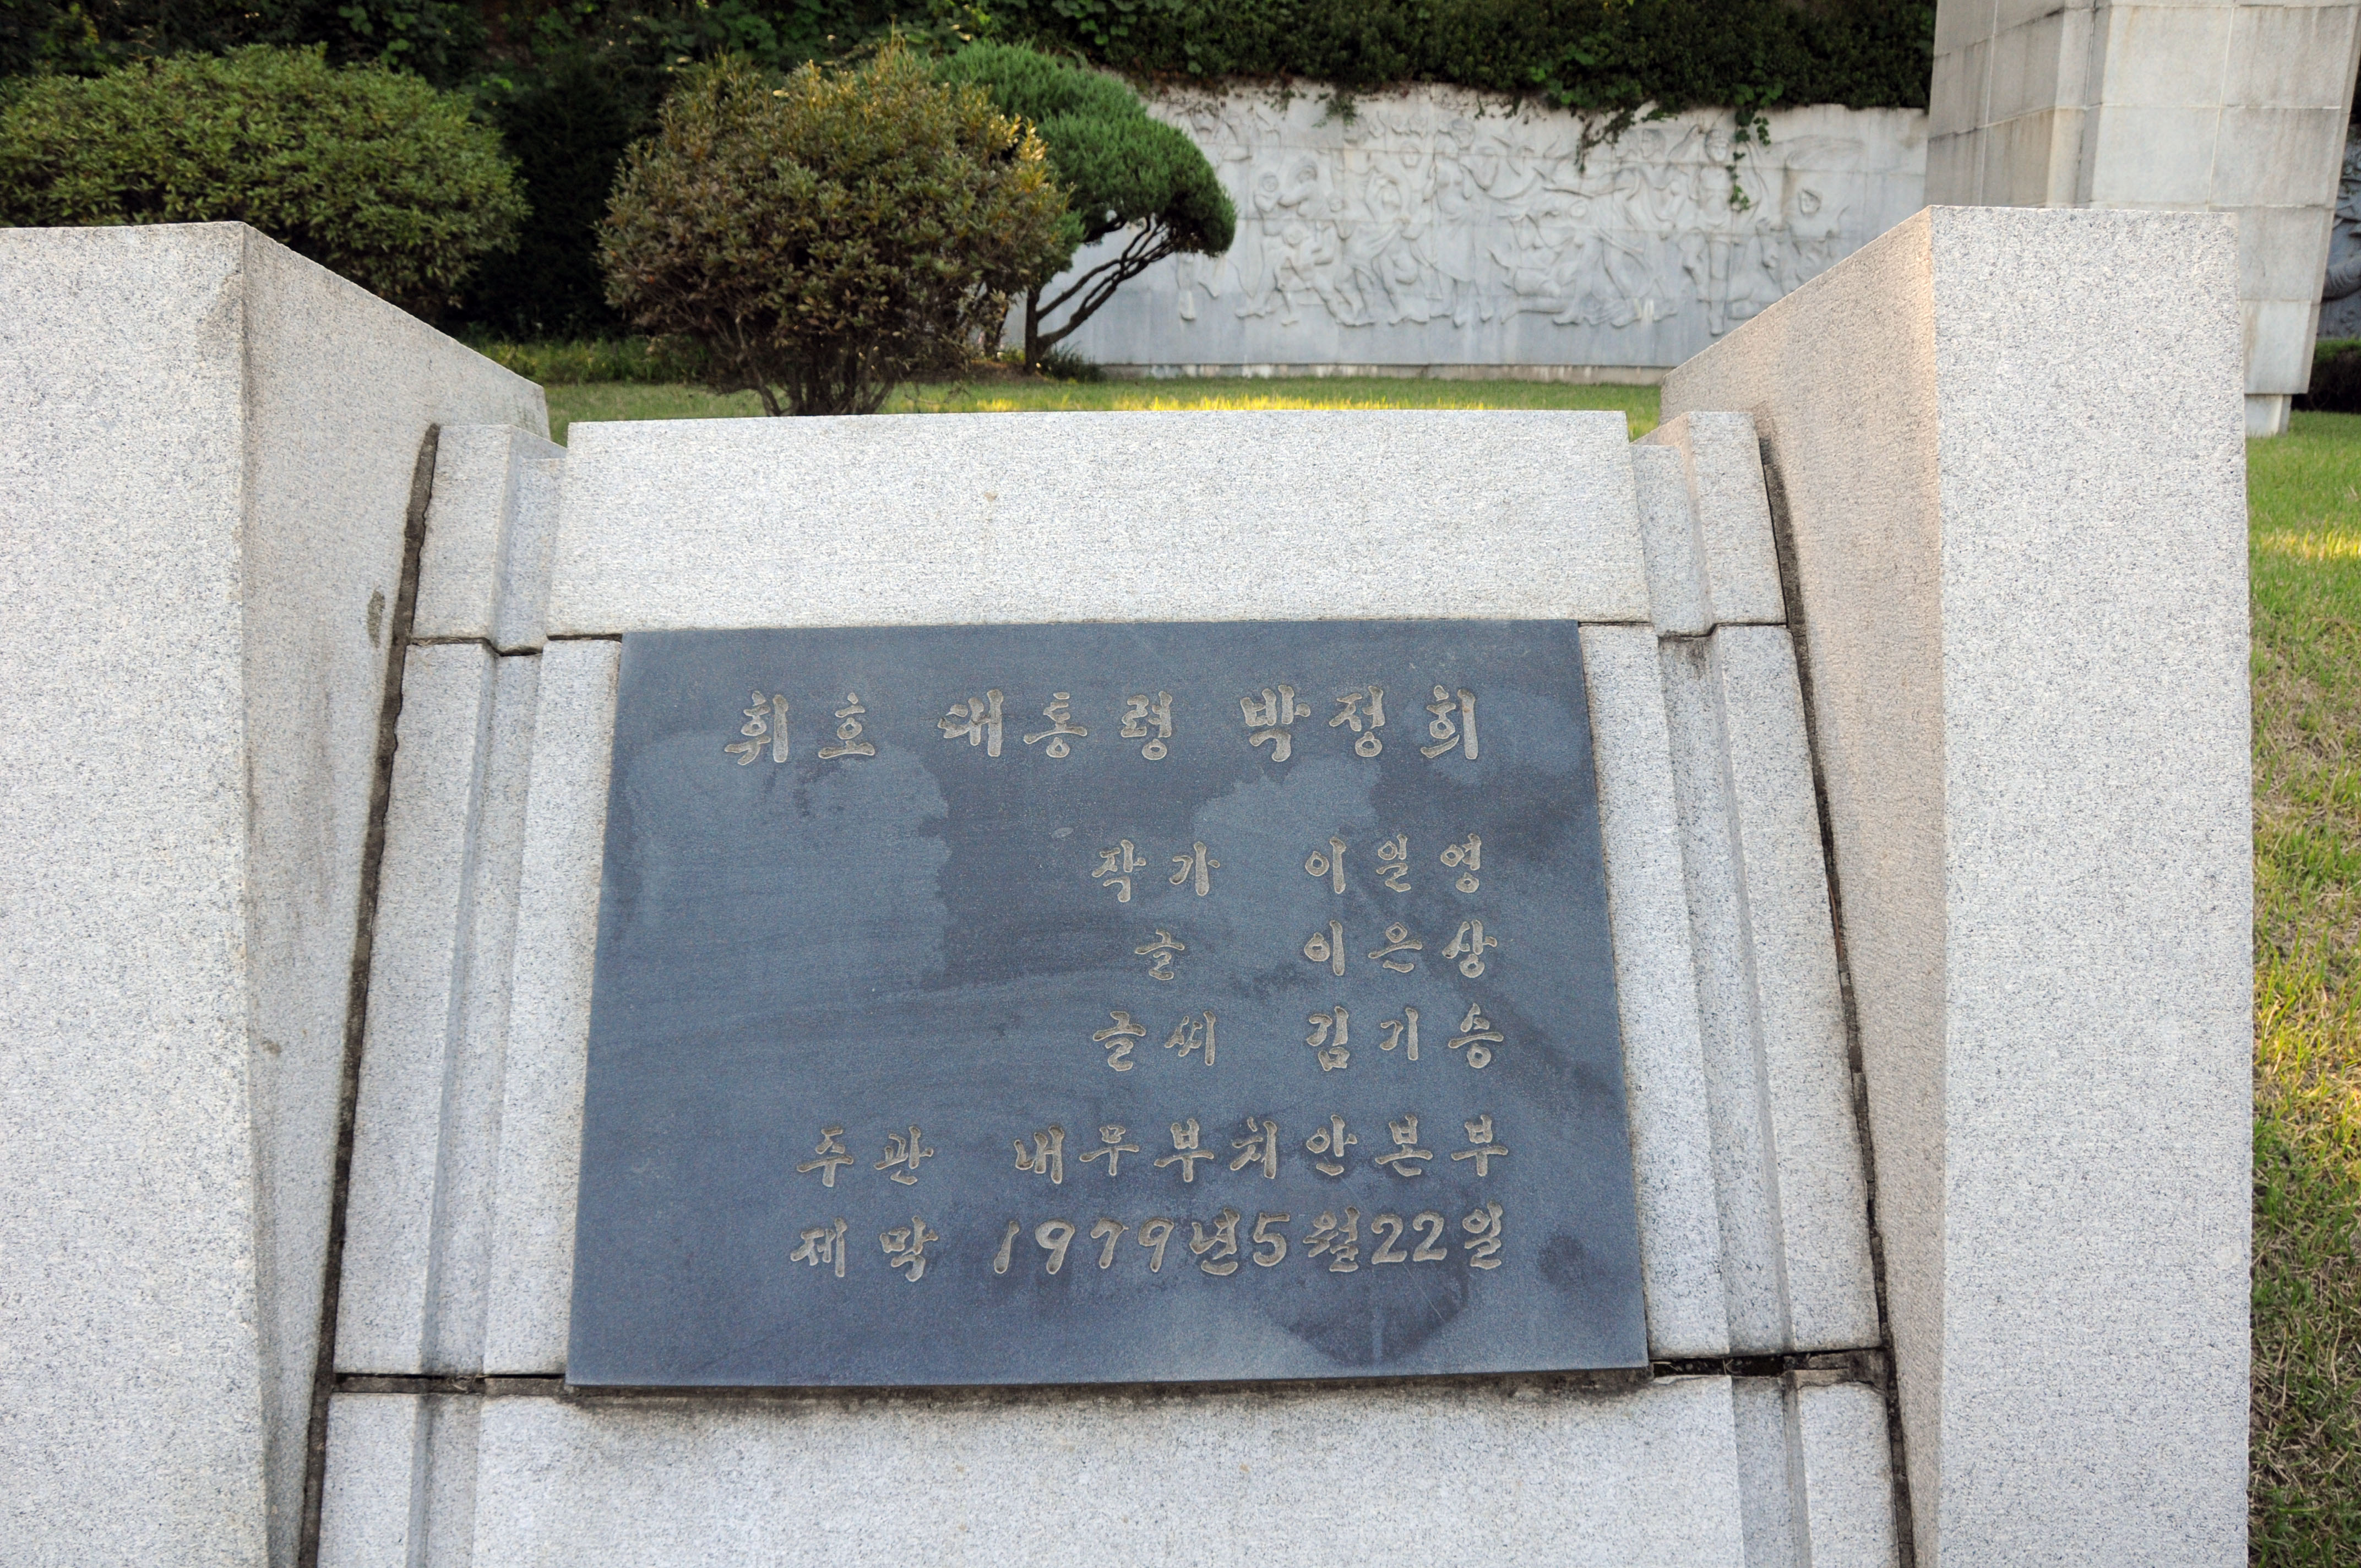 휘호 대통령 박정희
작가 이일영
글 이은상
글씨 김기승
주관 내무부치안본부
제막 1979년5월22일